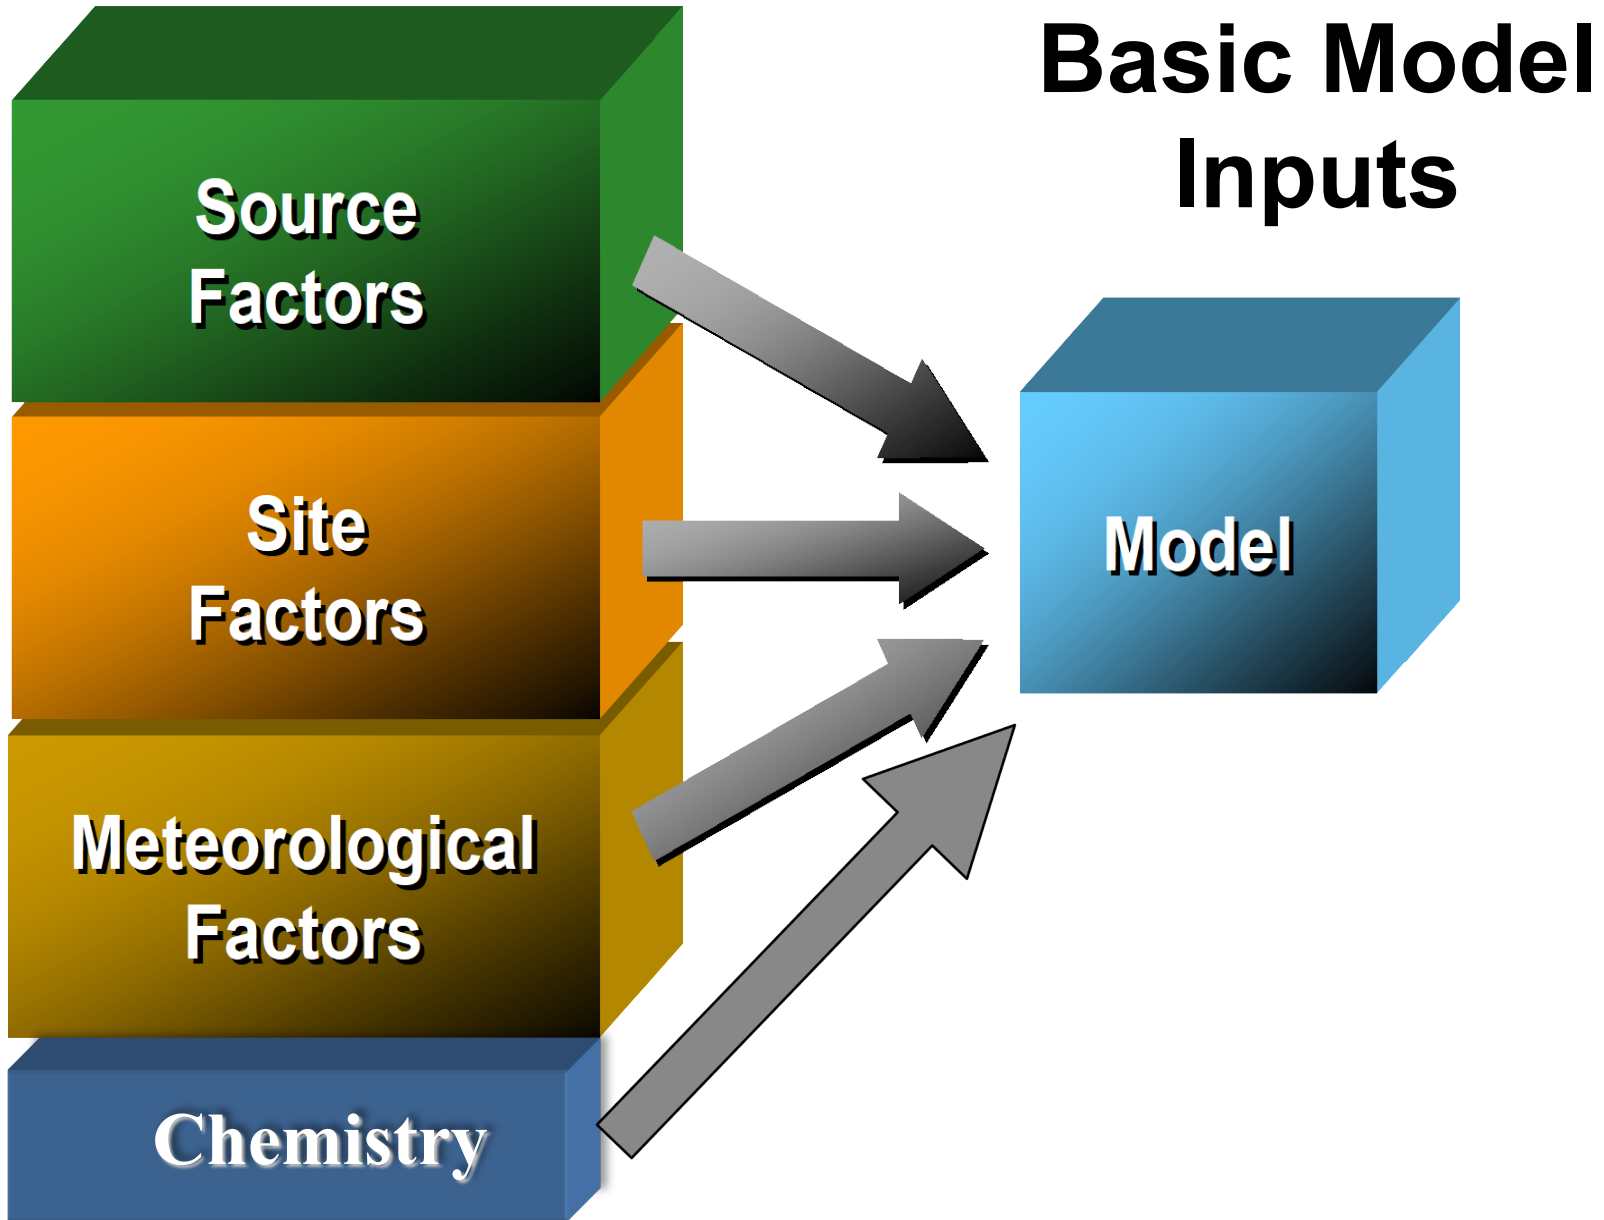 Basic Model
Inputs
Source
Factors
Site
Factors
Meteorological
Factors
Chemistry
Model